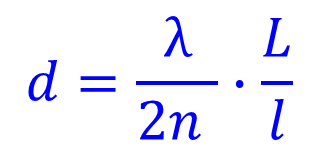 d = λ/2n · L/l